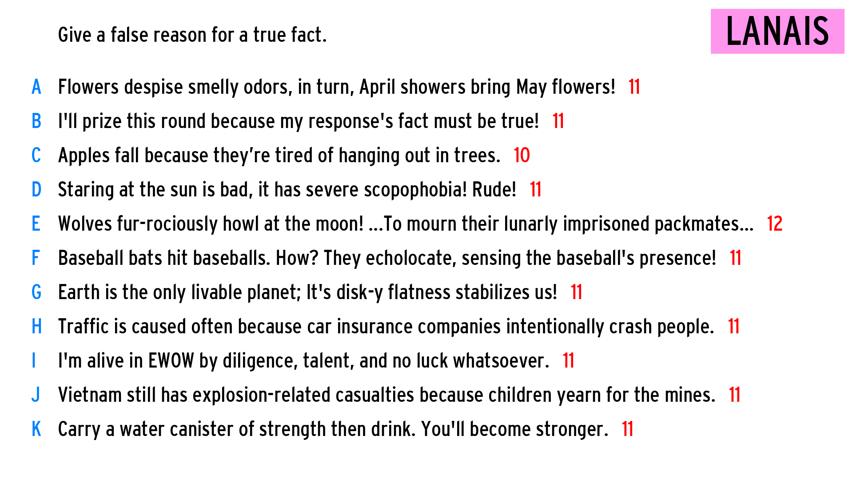 Give a false reason for a true fact.
LANAIS
A Flowers despise smelly odors, in turn, April showers bring May flowers! 11
B I'll prize this round because my response's fact must be true! 11
C Apples fall because they're tired of hanging out in trees. 10
D Staring at the sun is bad, it has severe scopophobia! Rude! 11
E Wolves fur-rociously howl at the moon! ...To mourn their lunarly imprisoned packmates... 12
F Baseball bats hit baseballs. How? They echolocate, sensing the baseball's presence! 11
G Earth is the only livable planet; It's disk-y flatness stabilizes us! 11
H Traffic is caused often because car insurance companies intentionally crash people. 11
I I'm alive in EWOW by diligence, talent, and no luck whatsoever. 11
J Vietnam still has explosion-related casualties because children yearn for the mines. 11
K Carry a water canister of strength then drink. You'll become stronger. 11